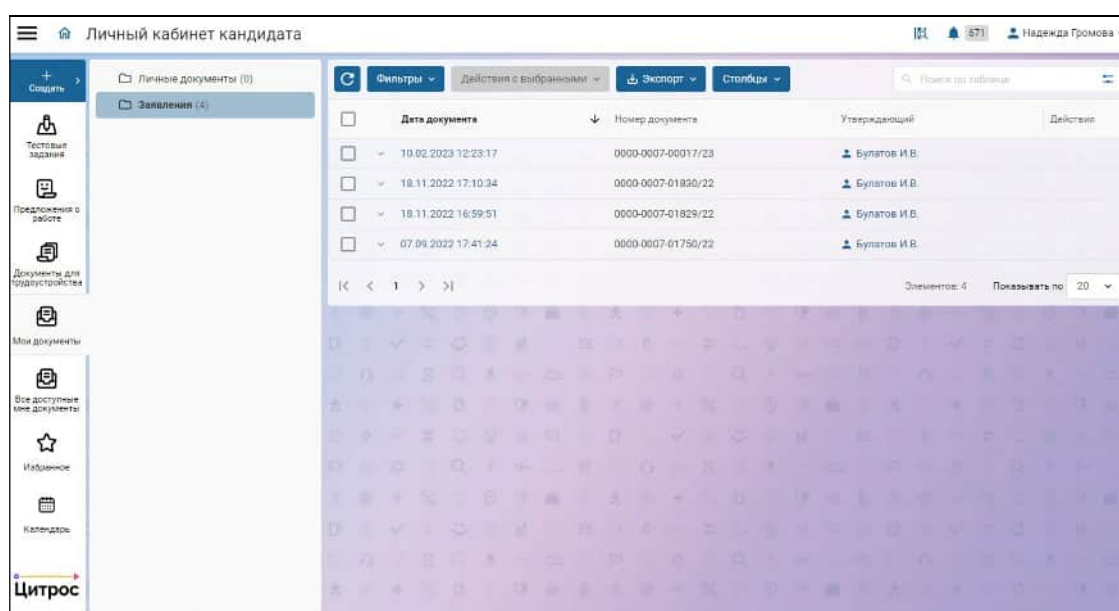 Личный кабинет кандидата
671
Надежда Громова
+
Создать
Тестовые
задания
Предложения о
работе
Документы для
трудоустройства
Мои документы
Все доступные
мне документы
Избранное
Календарь
Цитрос
Личные документы (0)
Заявления (4)
Фильтры
Действия с выбранными
Экспорт
Столбцы
Поиск по таблице
Дата документа
Номер документа
Утверждающий
Действия
10.02.2023 12:23:17 0000-0007-00017/23 Булатов И.В.
18.11.2022 17:10:34 0000-0007-01830/22 Булатов И.В.
18.11.2022 16:59:51 0000-0007-01829/22 Булатов И.В.
07.09.2022 17:41:24 0000-0007-01750/22 Булатов И.В.
1
Элементов: 4 Показывать по 20